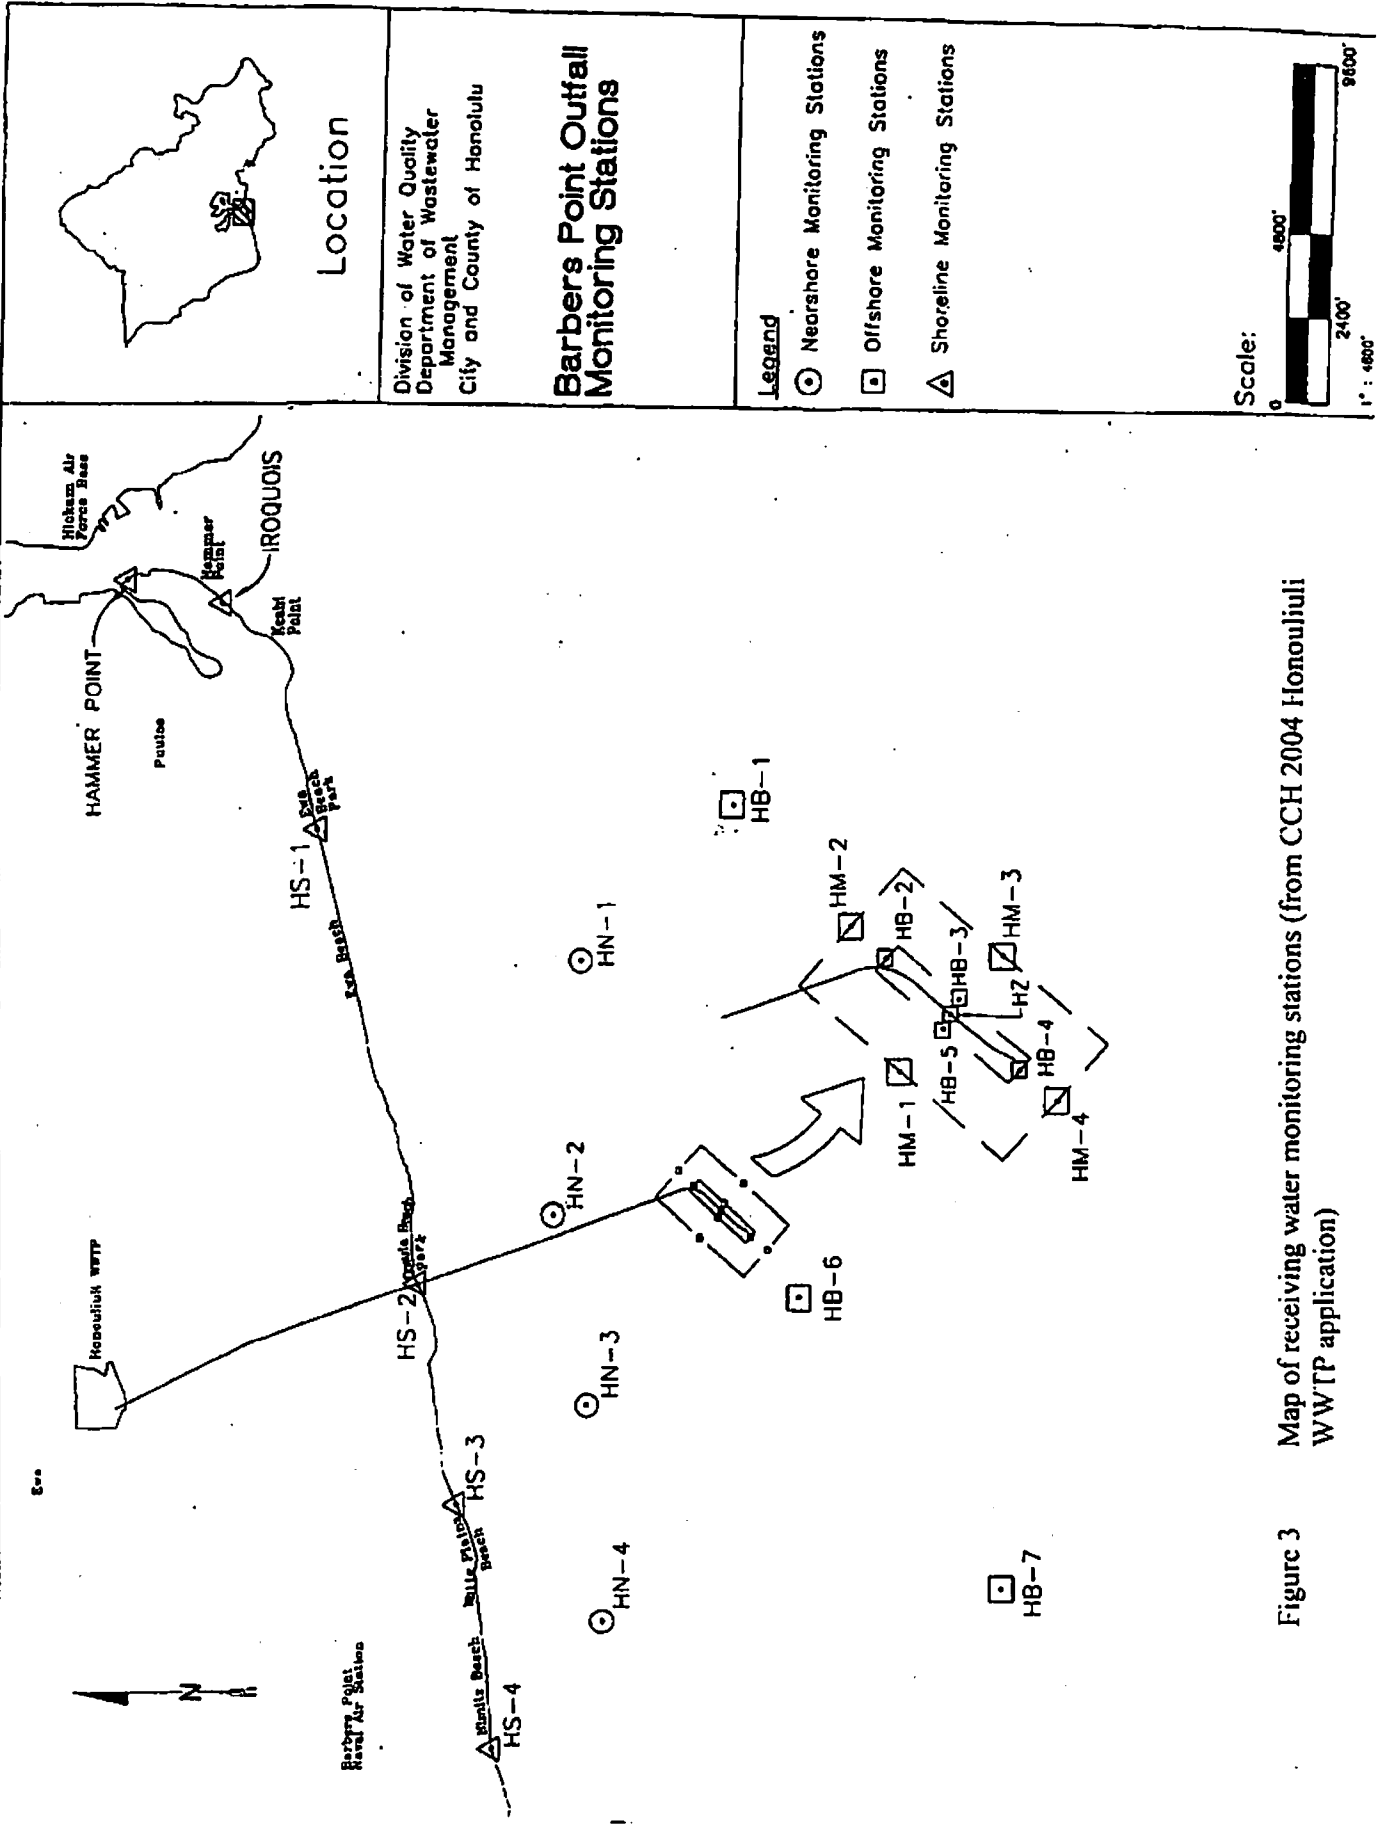 Location
Division of Water Quality
Department of Wastewater
Management
City and County of Honolulu
Barbers Point Outfall
Monitoring Stations
Legend
Nearshore Monitoring Stations
Offshore Monitoring Stations
Shoreline Monitoring Stations
Scale:
0
4800'
2400'
9600'
1" : 4800'
Hickam Air
Force Base
HAMMER POINT
Hammer
Point
IROQUOIS
Keahi
Point
Puuloa
HS-1
Ewa
Beach
Park
Ewa Beach
Honouliuli WWTP
Ewa
HS-2
Oneula Beach
Park
HS-3
White Plains
Beach
Nimitz Beach
HS-4
Barbers Point
Naval Air Station
N
HN-1
HN-2
HN-3
HN-4
HB-1
HM-2
HB-2
HB-3
HM-3
HZ
HB-5
HB-4
HM-1
HM-4
HB-6
HB-7
Figure 3 Map of receiving water monitoring stations (from CCH 2004 Honouliuli
WWTP application)